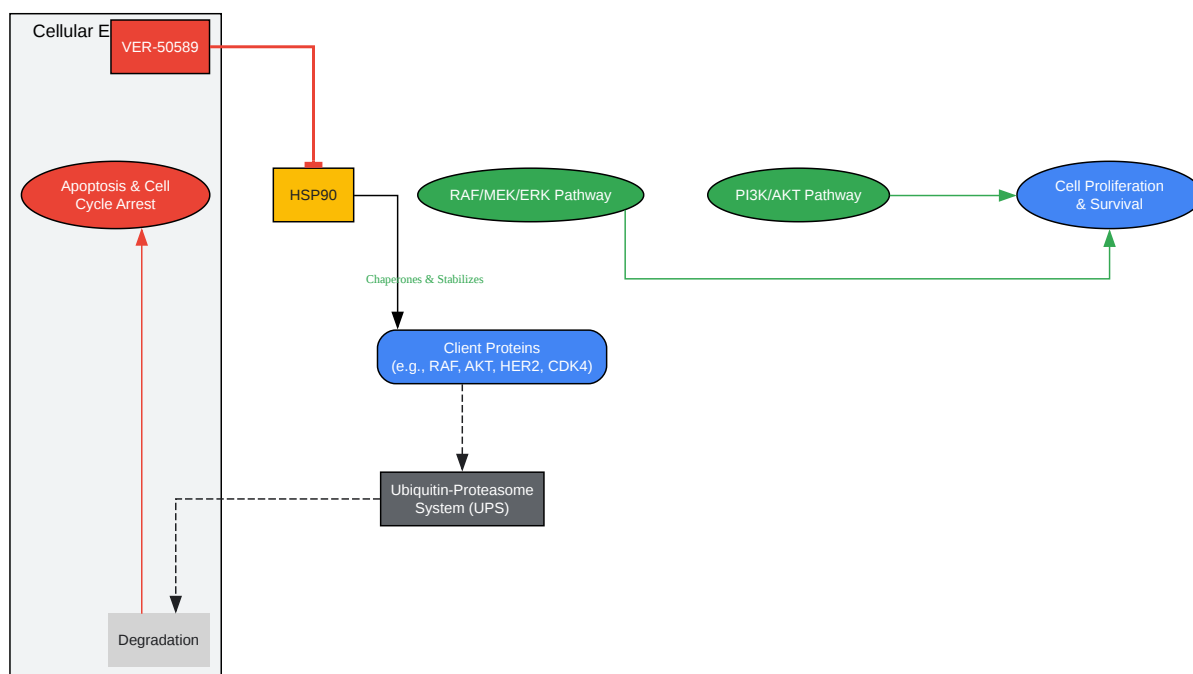 Cellular E
VER-50589
Apoptosis & Cell
Cycle Arrest
HSP90
RAF/MEK/ERK Pathway
PI3K/AKT Pathway
Cell Proliferation
& Survival
Chaperones & Stabilizes
Client Proteins
(e.g., RAF, AKT, HER2, CDK4)
Ubiquitin-Proteasome
System (UPS)
Degradation